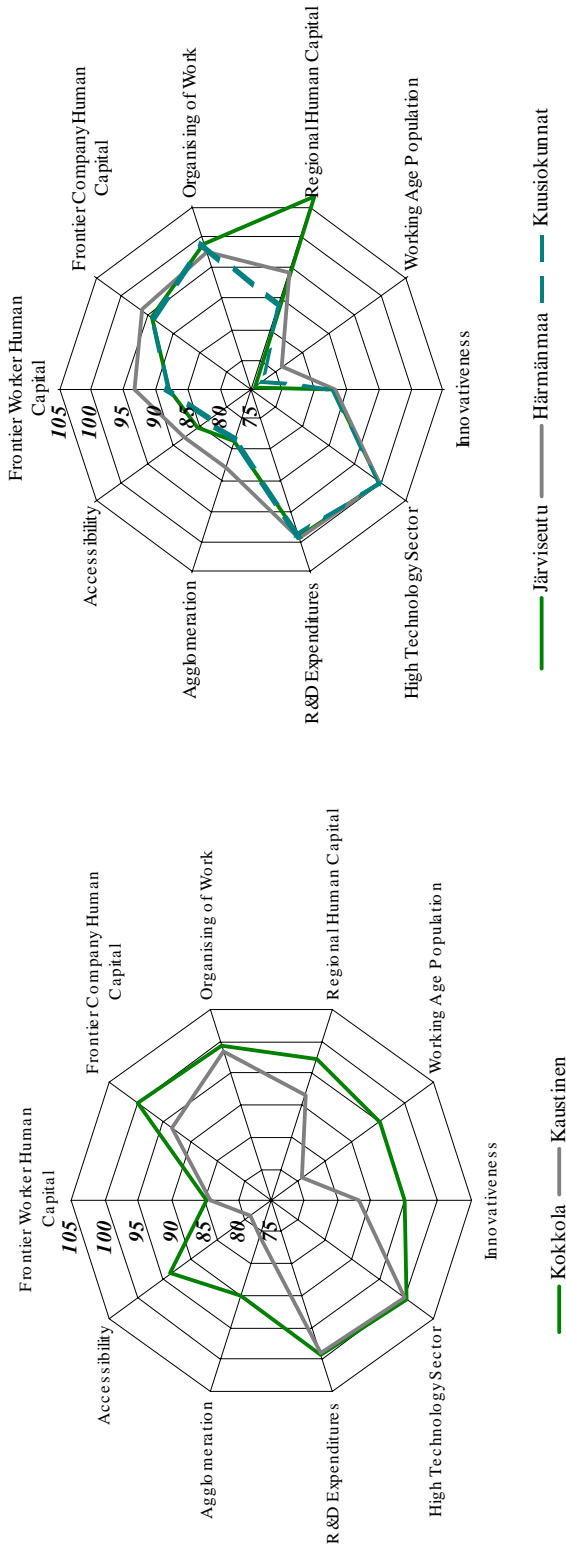 Frontier Worker Human
Capital
Frontier Company Human
Capital
Organising of Work
Regional Human Capital
Working Age Population
Innovativeness
High Technology Sector
R&D Expenditures
Agglomeration
Accessibility
105
100
95
90
85
80
75
Kokkola
Kaustinen
Frontier Worker Human
Capital
Frontier Company Human
Capital
Organising of Work
Regional Human Capital
Working Age Population
Innovativeness
High Technology Sector
R&D Expenditures
Agglomeration
Accessibility
105
100
95
90
85
80
75
Järviseutu
Härmänmaa
Kuusiokunnat